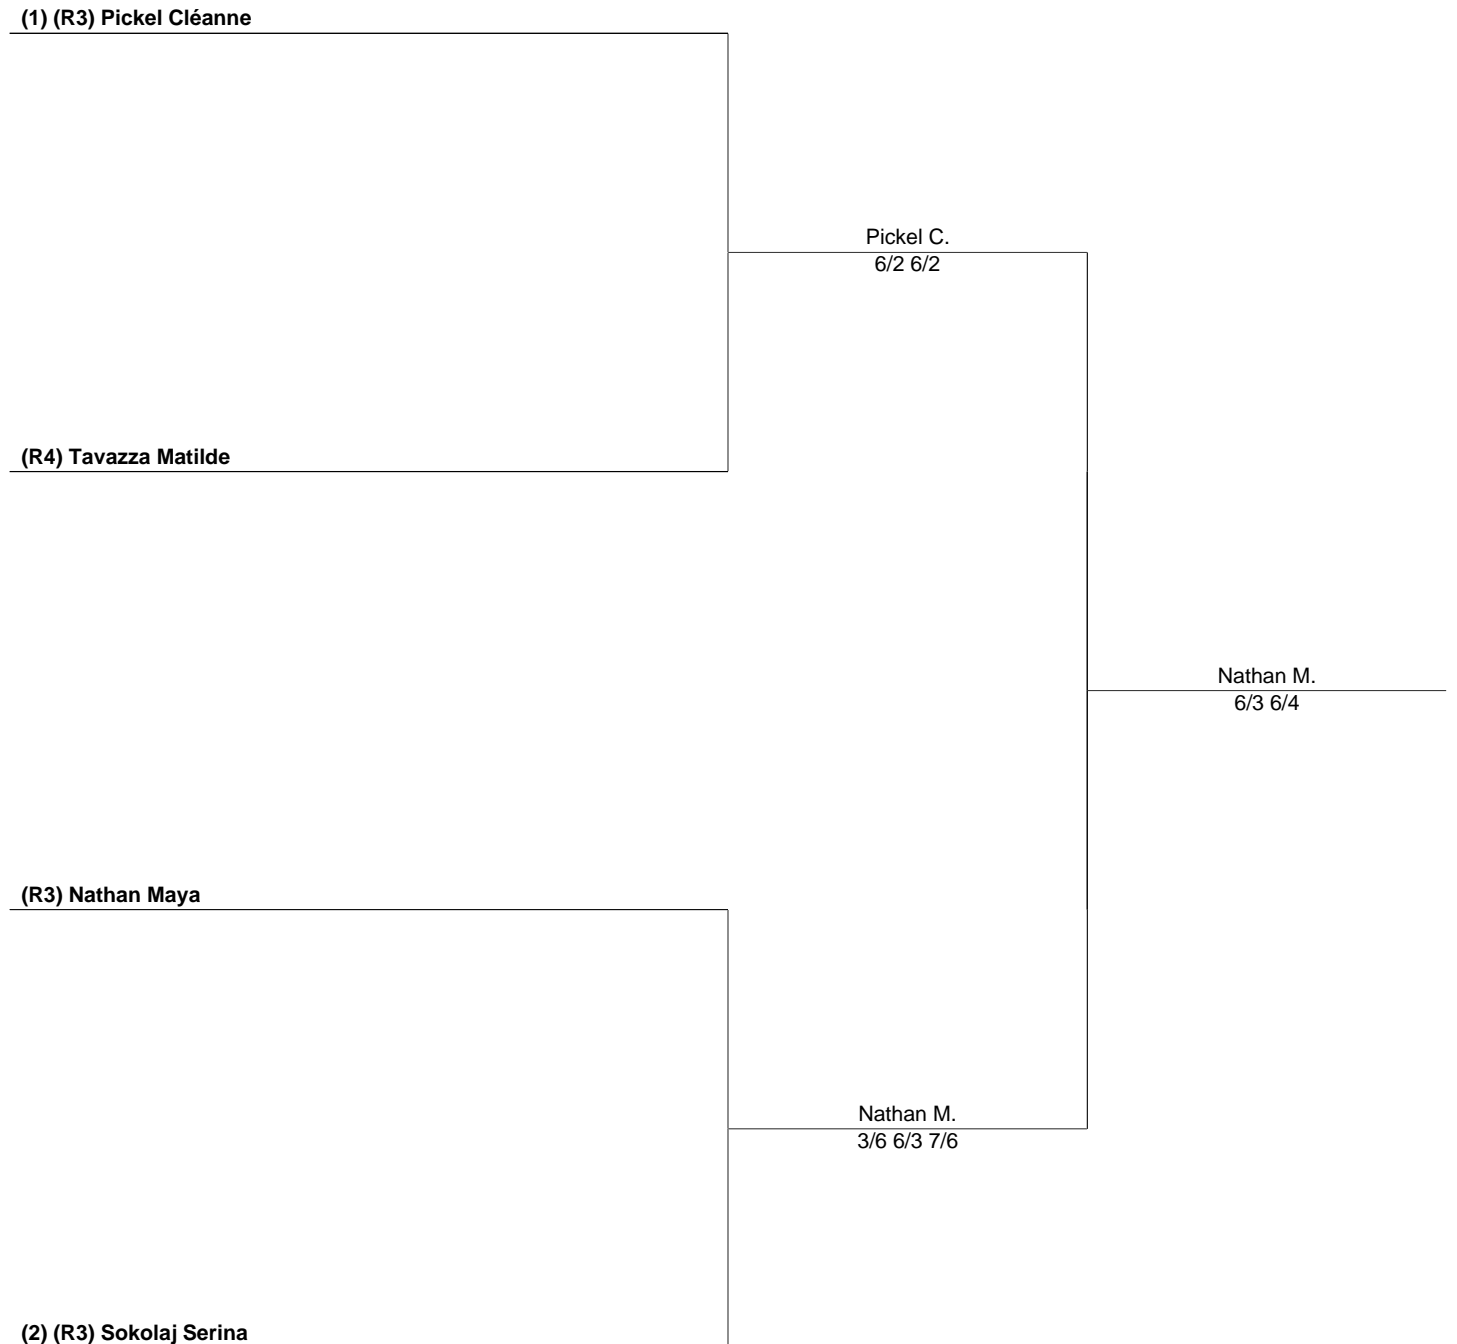 (1) (R3) Pickel Cléanne
Pickel C.
6/2 6/2
(R4) Tavazza Matilde
Nathan M.
6/3 6/4
(R3) Nathan Maya
Nathan M.
3/6 6/3 7/6
(2) (R3) Sokolaj Serina